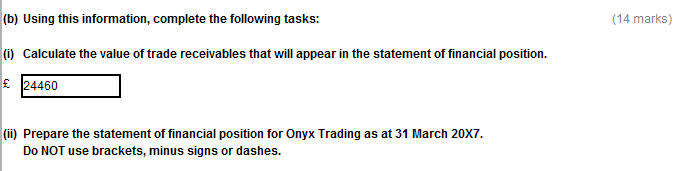 (b) Using this information, complete the following tasks: (14 marks)
(i) Calculate the value of trade receivables that will appear in the statement of financial position.
£ 24460
(ii) Prepare the statement of financial position for Onyx Trading as at 31 March 20X7.
Do NOT use brackets, minus signs or dashes.